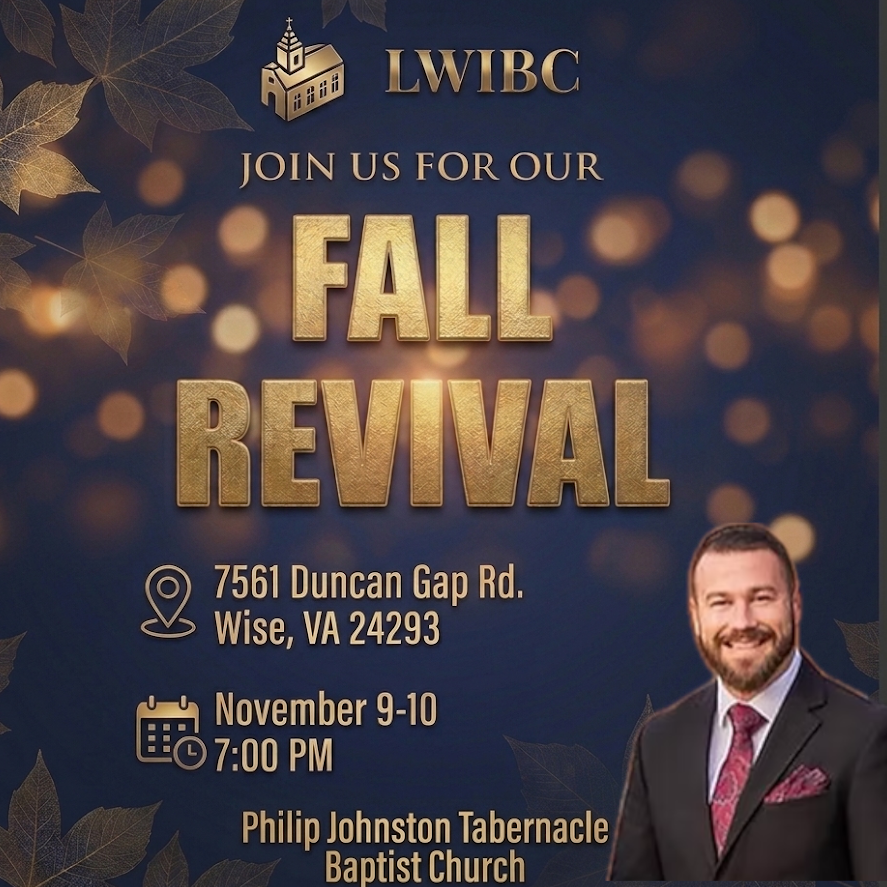 LWIBC
JOIN US FOR OUR
FALL
REVIVAL
7561 Duncan Gap Rd.
Wise, VA 24293
November 9-10
7:00 PM
Philip Johnston Tabernacle
Baptist Church